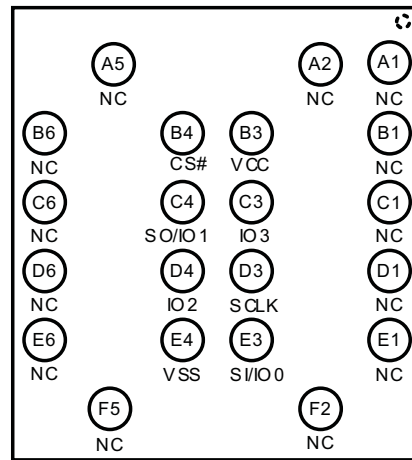 A5 A2 A1
NC NC NC
B6 B4 B3 B1
NC CS# VCC NC
C6 C4 C3 C1
NC SO/IO1 IO3 NC
D6 D4 D3 D1
NC IO2 SCLK NC
E6 E4 E3 E1
NC VSS SI/IO0 NC
F5 F2
NC NC